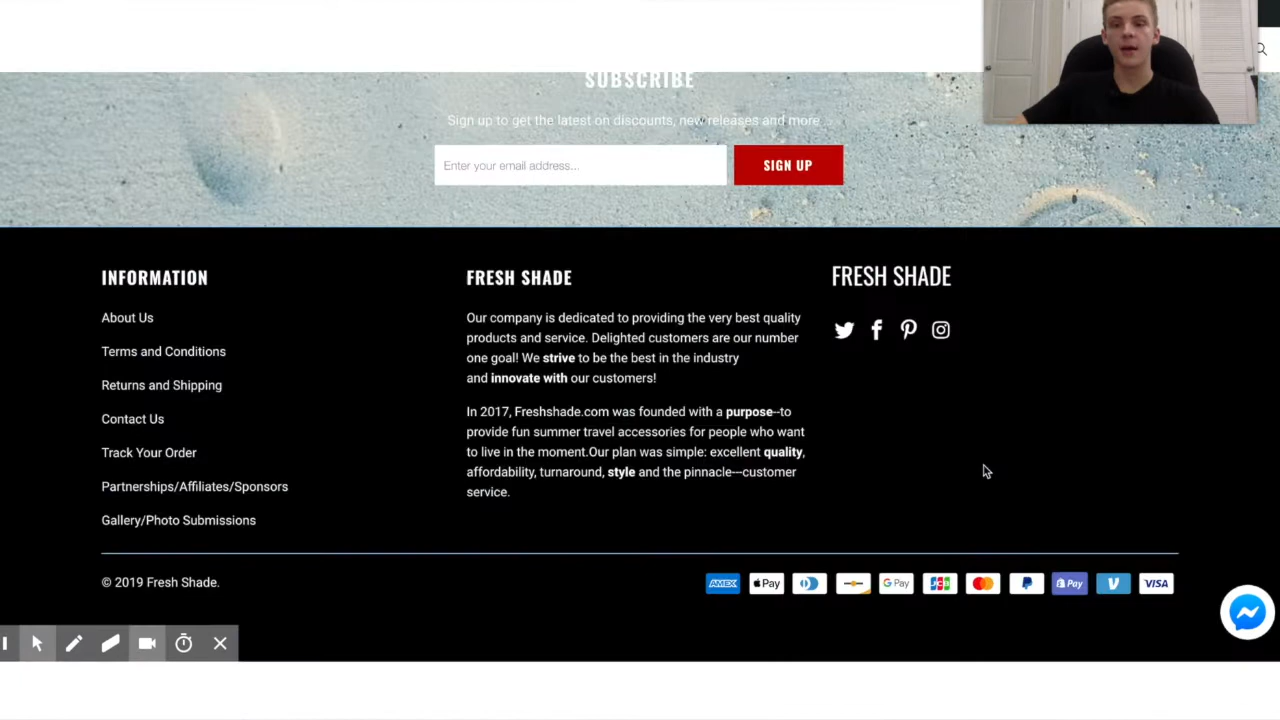 SUBSCRIBE
Sign up to get the latest on discounts, new releases and more ...
Enter your email address...
SIGN UP
INFORMATION
About Us
Terms and Conditions
Returns and Shipping
Contact Us
Track Your Order
Partnerships/Affiliates/Sponsors
Gallery/Photo Submissions
FRESH SHADE
Our company is dedicated to providing the very best quality
products and service. Delighted customers are our number
one goal! We strive to be the best in the industry
and innovate with our customers!
In 2017, Freshshade.com was founded with a purpose--to
provide fun summer travel accessories for people who want
to live in the moment.Our plan was simple: excellent quality,
affordability, turnaround, style and the pinnacle---customer
service.
FRESH SHADE
© 2019 Fresh Shade.
AMEX Pay G Pay JCB Pay VISA